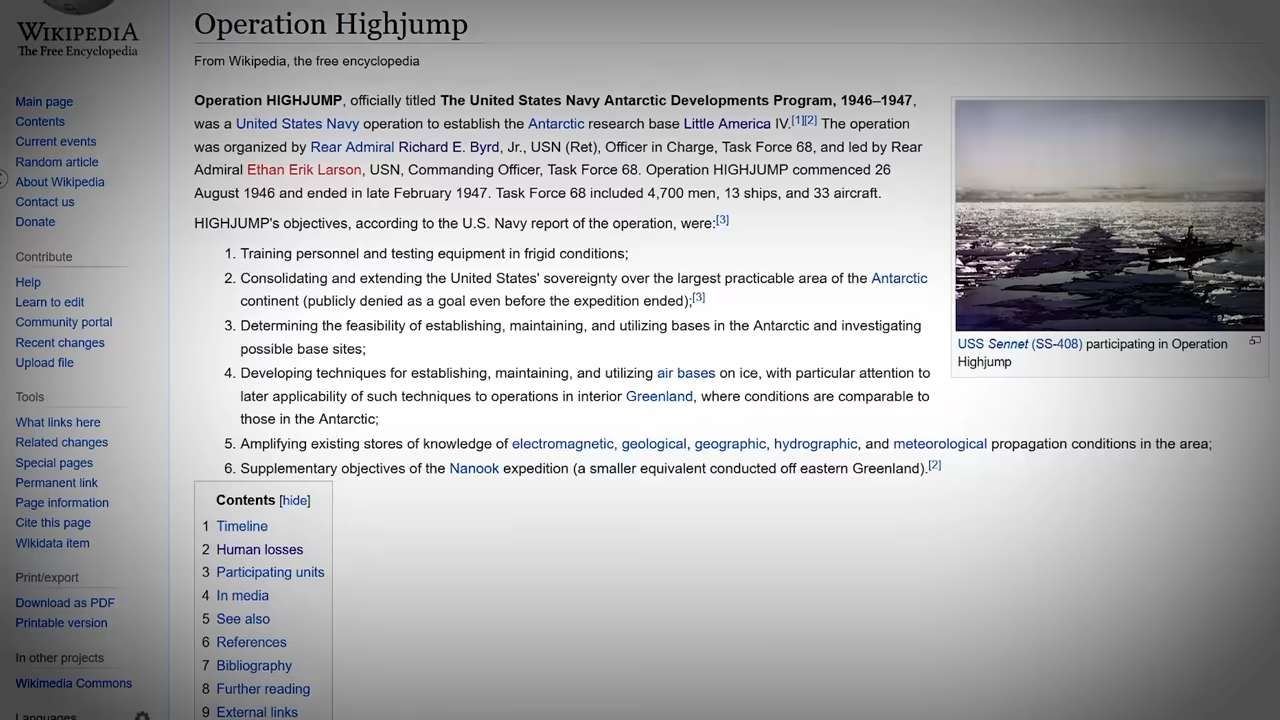 WIKIPEDIA
The Free Encyclopedia
Main page
Contents
Current events
Random article
About Wikipedia
Contact us
Donate
Contribute
Help
Learn to edit
Community portal
Recent changes
Upload file
Tools
What links here
Related changes
Special pages
Permanent link
Page information
Cite this page
Wikidata item
Print/export
Download as PDF
Printable version
In other projects
Wikimedia Commons
Languages
Operation Highjump
From Wikipedia, the free encyclopedia
Operation HIGHJUMP, officially titled The United States Navy Antarctic Developments Program, 1946–1947,
was a United States Navy operation to establish the Antarctic research base Little America IV.[1][2] The operation
was organized by Rear Admiral Richard E. Byrd, Jr., USN (Ret), Officer in Charge, Task Force 68, and led by Rear
Admiral Ethan Erik Larson, USN, Commanding Officer, Task Force 68. Operation HIGHJUMP commenced 26
August 1946 and ended in late February 1947. Task Force 68 included 4,700 men, 13 ships, and 33 aircraft.
HIGHJUMP's objectives, according to the U.S. Navy report of the operation, were:[3]
1. Training personnel and testing equipment in frigid conditions;
2. Consolidating and extending the United States' sovereignty over the largest practicable area of the Antarctic
continent (publicly denied as a goal even before the expedition ended);[3]
3. Determining the feasibility of establishing, maintaining, and utilizing bases in the Antarctic and investigating
possible base sites;
4. Developing techniques for establishing, maintaining, and utilizing air bases on ice, with particular attention to
later applicability of such techniques to operations in interior Greenland, where conditions are comparable to
those in the Antarctic;
5. Amplifying existing stores of knowledge of electromagnetic, geological, geographic, hydrographic, and meteorological propagation conditions in the area;
6. Supplementary objectives of the Nanook expedition (a smaller equivalent conducted off eastern Greenland).[2]
USS Sennet (SS-408) participating in Operation
Highjump
Contents [hide]
1 Timeline
2 Human losses
3 Participating units
4 In media
5 See also
6 References
7 Bibliography
8 Further reading
9 External links